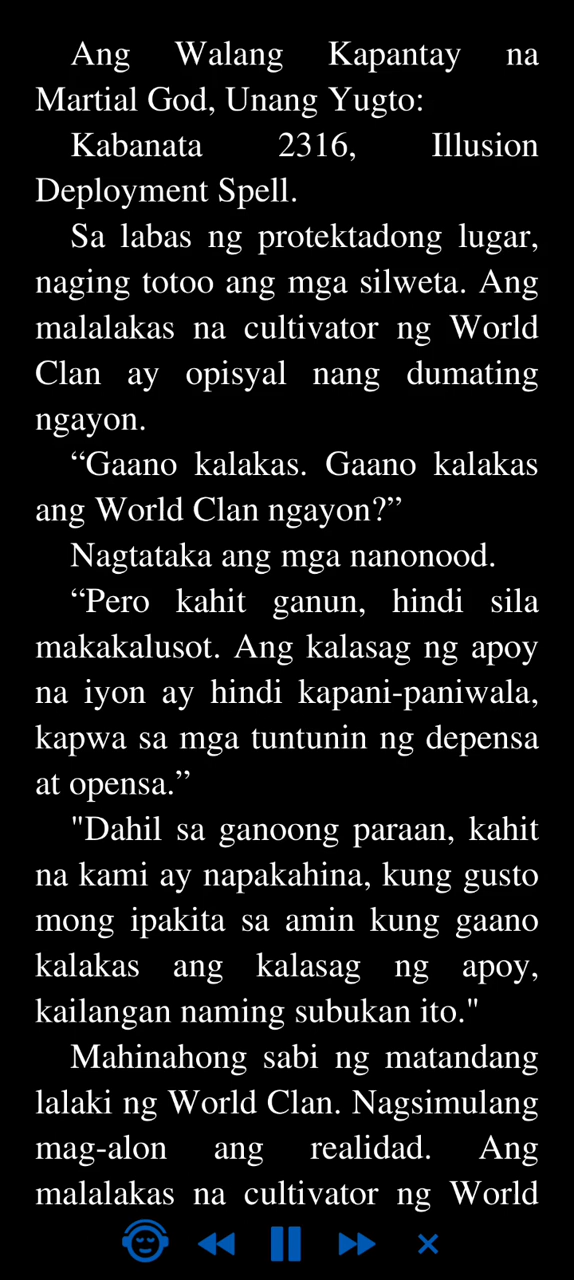 Ang Walang Kapantay na
Martial God, Unang Yugto:
Kabanata 2316, Illusion
Deployment Spell.
Sa labas ng protektadong lugar,
naging totoo ang mga silweta. Ang
malalakas na cultivator ng World
Clan ay opisyal nang dumating
ngayon.
“Gaano kalakas. Gaano kalakas
ang World Clan ngayon?”
Nagtataka ang mga nanonood.
“Pero kahit ganun, hindi sila
makakalusot. Ang kalasag ng apoy
na iyon ay hindi kapani-paniwala,
kapwa sa mga tuntunin ng depensa
at opensa.”
"Dahil sa ganoong paraan, kahit
na kami ay napakahina, kung gusto
mong ipakita sa amin kung gaano
kalakas ang kalasag ng apoy,
kailangan naming subukan ito."
Mahinahong sabi ng matandang
lalaki ng World Clan. Nagsimulang
mag-alon ang realidad. Ang
malalakas na cultivator ng World